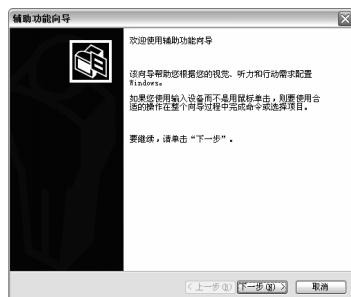 辅助功能向导
欢迎使用辅助功能向导
该向导帮助您根据您的视觉、听力和行动需求配置
Windows。
如果您使用输入设备而不是用鼠标单击，则要使用合
适的操作在整个向导过程中完成命令或选择项目。
要继续，请单击“下一步”.
< 上一步(B) 下一步(N) > 取消